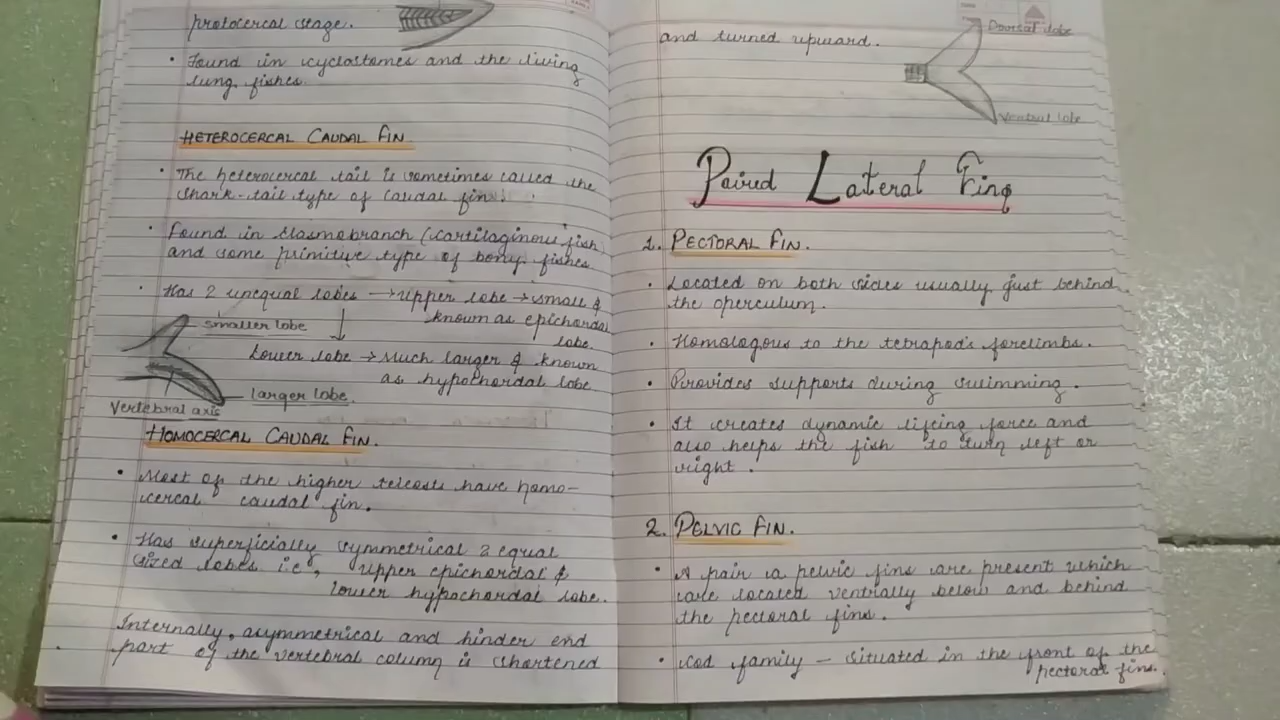 protocercal stage.
• Found in cyclostomes and the living
lung fishes.
HETEROCERCAL CAUDAL FIN.
• The heterocercal tail is sometimes called the
shark-tail type of caudal fin.
• Found in Elasmobranch (cartilaginous fish)
and some primitive type of bony fishes.
• Has 2 unequal lobes → upper lobe → small &
known as epichordal
lobe.
smaller lobe
Lower lobe → Much larger & known
as hypochordal lobe
larger lobe.
Vertebral axis
HOMOCERCAL CAUDAL FIN.
• Most of the higher teleosts have homo-
cercal caudal fin.
• Has superficially symmetrical 2 equal
sized lobes i.e., upper epichordal &
lower hypochordal lobe.
Internally, asymmetrical and hinder end
part of the vertebral column is shortened
and turned upward.
Dorsal lobe
Ventral lobe
Paired Lateral Fins
1. PECTORAL FIN.
• Located on both sides usually just behind
the operculum.
• Homologous to the tetrapod's forelimbs.
• Provides supports during swimming.
• It creates dynamic lifting force and
also helps the fish to turn left or
right.
2. PELVIC FIN.
• A pair a pelvic fins are present which
are located ventrally below and behind
the pectoral fins.
• Cod family – situated in the front of the
pectoral fins.